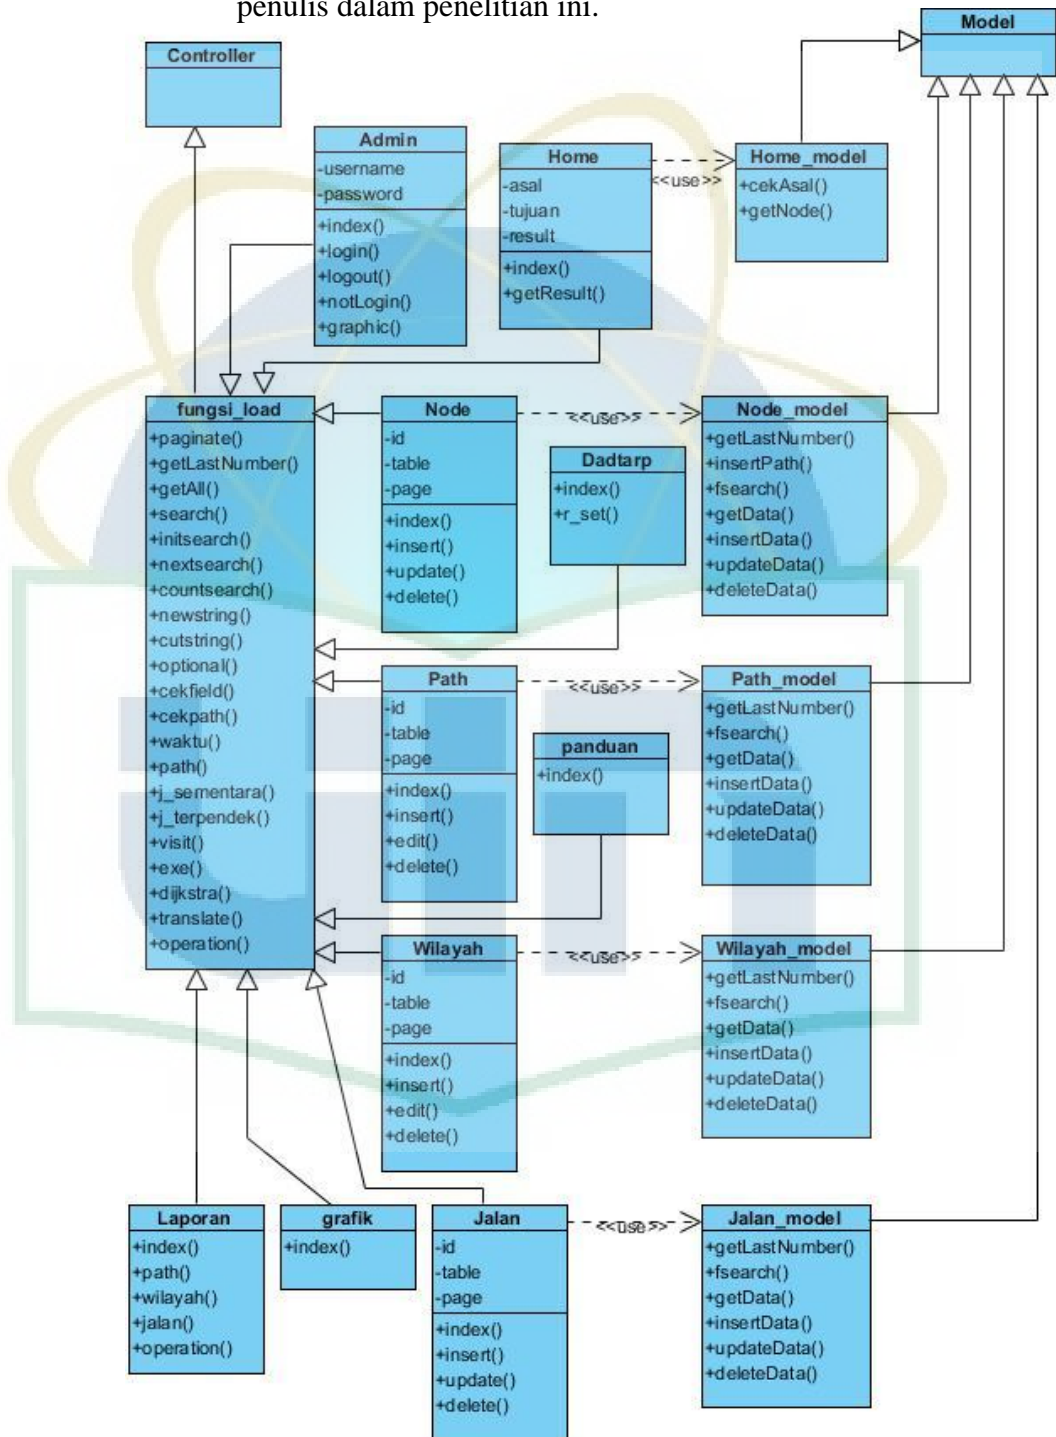 penulis dalam penelitian ini.
Model
Controller
Admin
-username
-password
+index()
+login()
+logout()
+notLogin()
+graphic()
Home
-asal
-tujuan
-result
+index()
+getResult()
<<use>>
Home_model
+cekAsal()
+getNode()
fungsi_load
+paginate()
+getLastNumber()
+getAll()
+search()
+initsearch()
+nextsearch()
+countsearch()
+newstring()
+cutstring()
+optional()
+cekfield()
+cekpath()
+waktu()
+path()
+j_sementara()
+j_terpendek()
+visit()
+exe()
+dijkstra()
+translate()
+operation()
Node
-id
-table
-page
+index()
+insert()
+update()
+delete()
<<use>>
Dadtarp
+index()
+r_set()
Node_model
+getLastNumber()
+insertPath()
+fsearch()
+getData()
+insertData()
+updateData()
+deleteData()
Path
-id
-table
-page
+index()
+insert()
+edit()
+delete()
<<use>>
panduan
+index()
Path_model
+getLastNumber()
+fsearch()
+getData()
+insertData()
+updateData()
+deleteData()
Wilayah
-id
-table
-page
+index()
+insert()
+edit()
+delete()
<<use>>
Wilayah_model
+getLastNumber()
+fsearch()
+getData()
+insertData()
+updateData()
+deleteData()
Laporan
+index()
+path()
+wilayah()
+jalan()
+operation()
grafik
+index()
Jalan
-id
-table
-page
+index()
+insert()
+update()
+delete()
<<use>>
Jalan_model
+getLastNumber()
+fsearch()
+getData()
+insertData()
+updateData()
+deleteData()